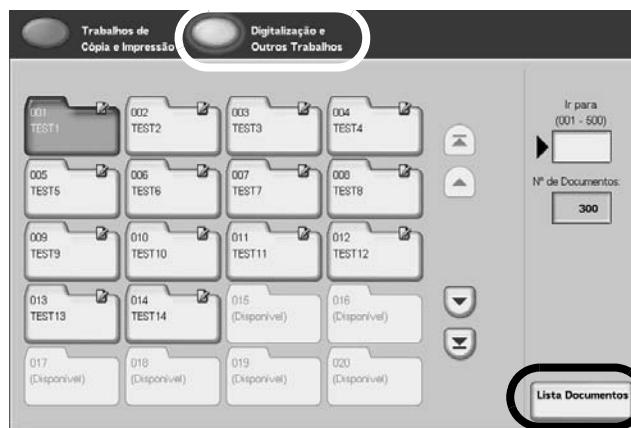 Trabalhos de
Cópia e Impressão
Digitalização e
Outros Trabalhos
001
TEST1
002
TEST2
003
TEST3
004
TEST4
005
TEST5
006
TEST6
007
TEST7
008
TEST8
009
TEST9
010
TEST10
011
TEST11
012
TEST12
013
TEST13
014
TEST14
015
(Disponível)
016
(Disponível)
017
(Disponível)
018
(Disponível)
019
(Disponível)
020
(Disponível)
Ir para
(001 - 500)
Nº de Documentos:
300
Lista Documentos